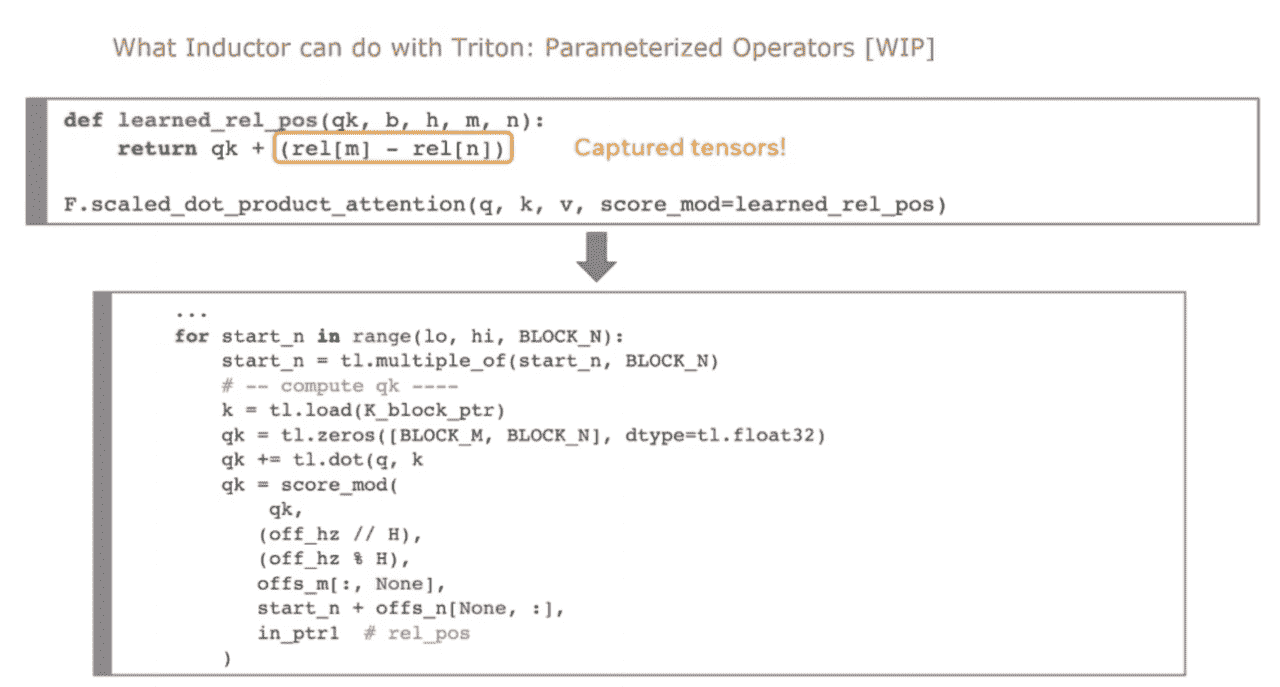 What Inductor can do with Triton: Parameterized Operators [WIP]
def learned_rel_pos(qk, b, h, m, n):
    return qk + (rel[m] - rel[n])    Captured tensors!
F.scaled_dot_product_attention(q, k, v, score_mod=learned_rel_pos)
...
for start_n in range(lo, hi, BLOCK_N):
    start_n = tl.multiple_of(start_n, BLOCK_N)
    # -- compute qk ----
    k = tl.load(K_block_ptr)
    qk = tl.zeros([BLOCK_M, BLOCK_N], dtype=tl.float32)
    qk += tl.dot(q, k
    qk = score_mod(
        qk,
       (off_hz // H),
       (off_hz % H),
       offs_m[:, None],
       start_n + offs_n[None, :],
       in_ptr1  # rel_pos
    )